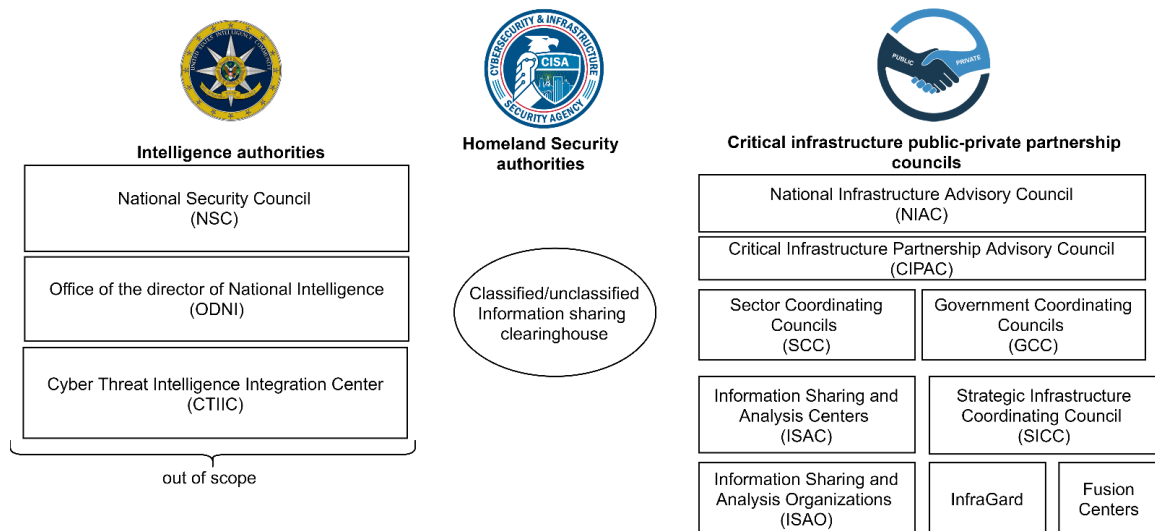 UNITED STATES INTELLIGENCE COMMUNITY
CYBERSECURITY & INFRASTRUCTURE
CISA
SECURITY AGENCY
PUBLIC
PRIVATE
Intelligence authorities
Homeland Security
authorities
Critical infrastructure public-private partnership
councils
National Security Council
(NSC)
Office of the director of National Intelligence
(ODNI)
Cyber Threat Intelligence Integration Center
(CTIIC)
out of scope
Classified/unclassified
Information sharing
clearinghouse
National Infrastructure Advisory Council
(NIAC)
Critical Infrastructure Partnership Advisory Council
(CIPAC)
Sector Coordinating
Councils
(SCC)
Government Coordinating
Councils
(GCC)
Information Sharing and
Analysis Centers
(ISAC)
Strategic Infrastructure
Coordinating Council
(SICC)
Information Sharing and
Analysis Organizations
(ISAO)
InfraGard
Fusion
Centers